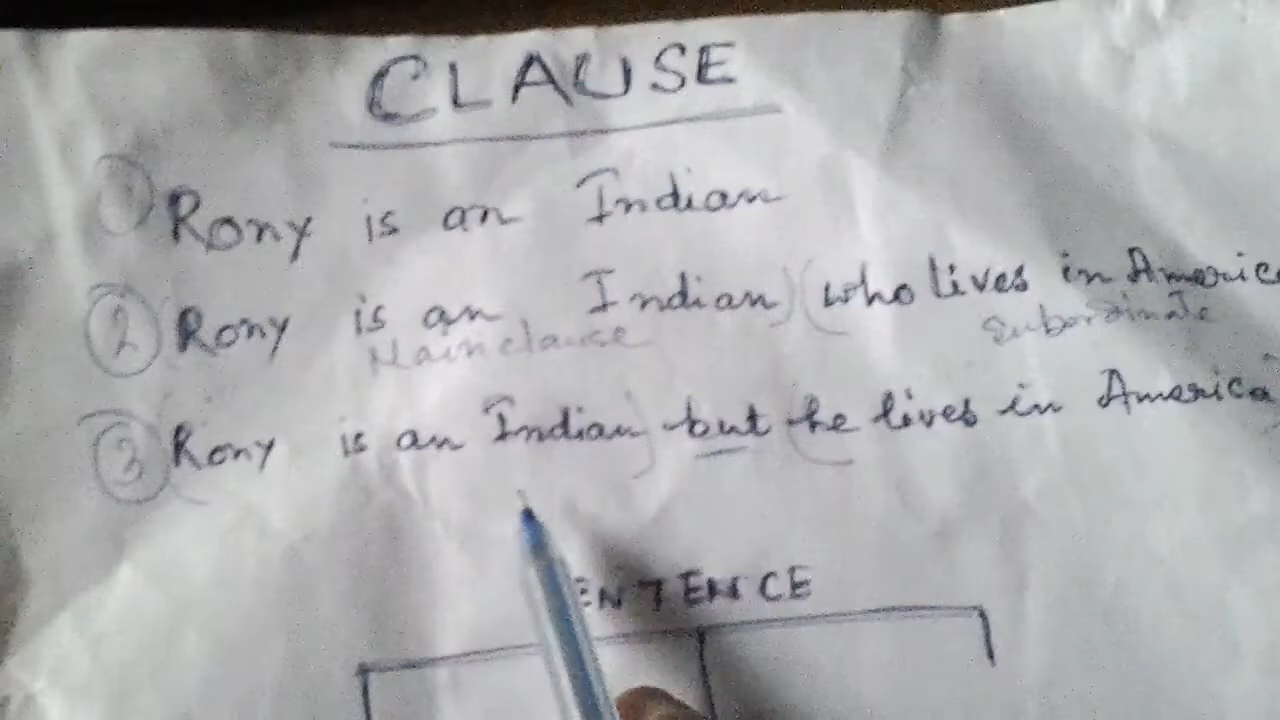 CLAUSE
① Rony is an Indian
② (Rony is an Indian) (who lives in America
Main clause Subordinate
③ (Rony is an Indian) but (he lives in America)
ENTENCE